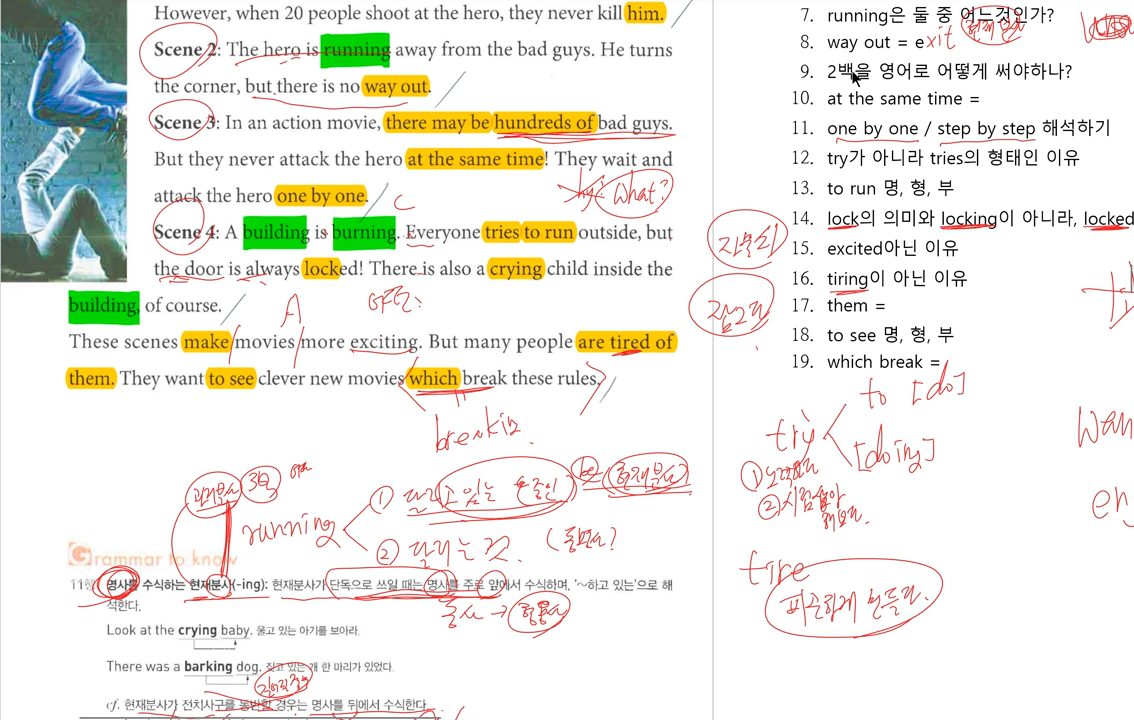 However, when 20 people shoot at the hero, they never kill him.
Scene 2: The hero is running away from the bad guys. He turns
the corner, but there is no way out.
Scene 3: In an action movie, there may be hundreds of bad guys.
But they never attack the hero at the same time! They wait and
attack the hero one by one.
What?
C
Scene 4: A building is burning. Everyone tries to run outside, but
the door is always locked! There is also a crying child inside the
building, of course.
A
These scenes make movies more exciting. But many people are tired of
them. They want to see clever new movies which break these rules.
breaking
running
① 달리고 있는
② 달리는 것
Grammar to know
11행 명사를 수식하는 현재분사(-ing): 현재분사가 단독으로 쓰일 때는 명사를 주로 앞에서 수식하며, '~하고 있는'으로 해
석한다.
동사 → 형용사
Look at the crying baby. 울고 있는 아기를 보아라.
There was a barking dog. 짖고 있는 개 한 마리가 있었다.
cf. 현재분사가 전치사구를 동반할 경우는 명사를 뒤에서 수식한다.
7. running은 둘 중 어느것인가?
현재분사
8. way out = exit
9. 2백을 영어로 어떻게 써야하나?
10. at the same time =
11. one by one / step by step 해석하기
12. try가 아니라 tries의 형태인 이유
13. to run 명, 형, 부
14. lock의 의미와 locking이 아니라, locked
15. excited아닌 이유
16. tiring이 아닌 이유
17. them =
18. to see 명, 형, 부
19. which break =
잠그다
try
to [do]
[doing]
① 노력하다
② 시험삼아
해보다.
tire
피곤하게 만들다.